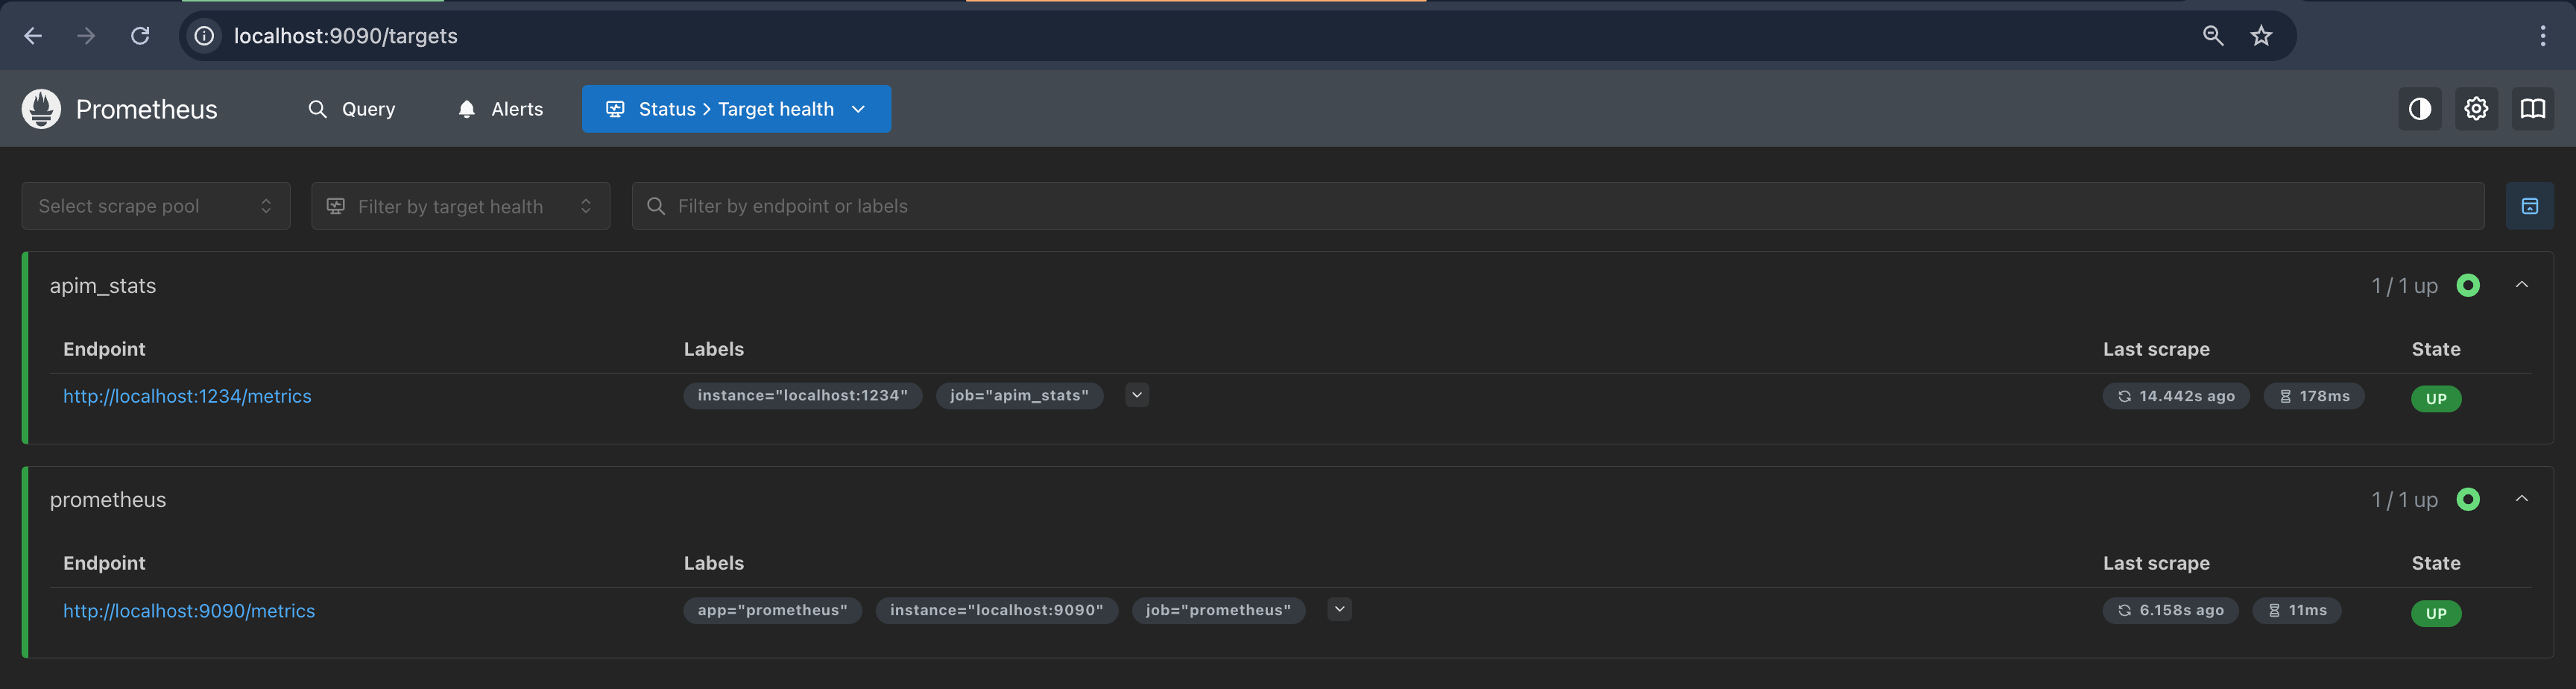 localhost:9090/targets
Prometheus Query Alerts Status > Target health
Select scrape pool Filter by target health Filter by endpoint or labels
apim_stats 1 / 1 up
Endpoint Labels Last scrape State
http://localhost:1234/metrics instance="localhost:1234" job="apim_stats" 14.442s ago 178ms UP
prometheus 1 / 1 up
Endpoint Labels Last scrape State
http://localhost:9090/metrics app="prometheus" instance="localhost:9090" job="prometheus" 6.158s ago 11ms UP